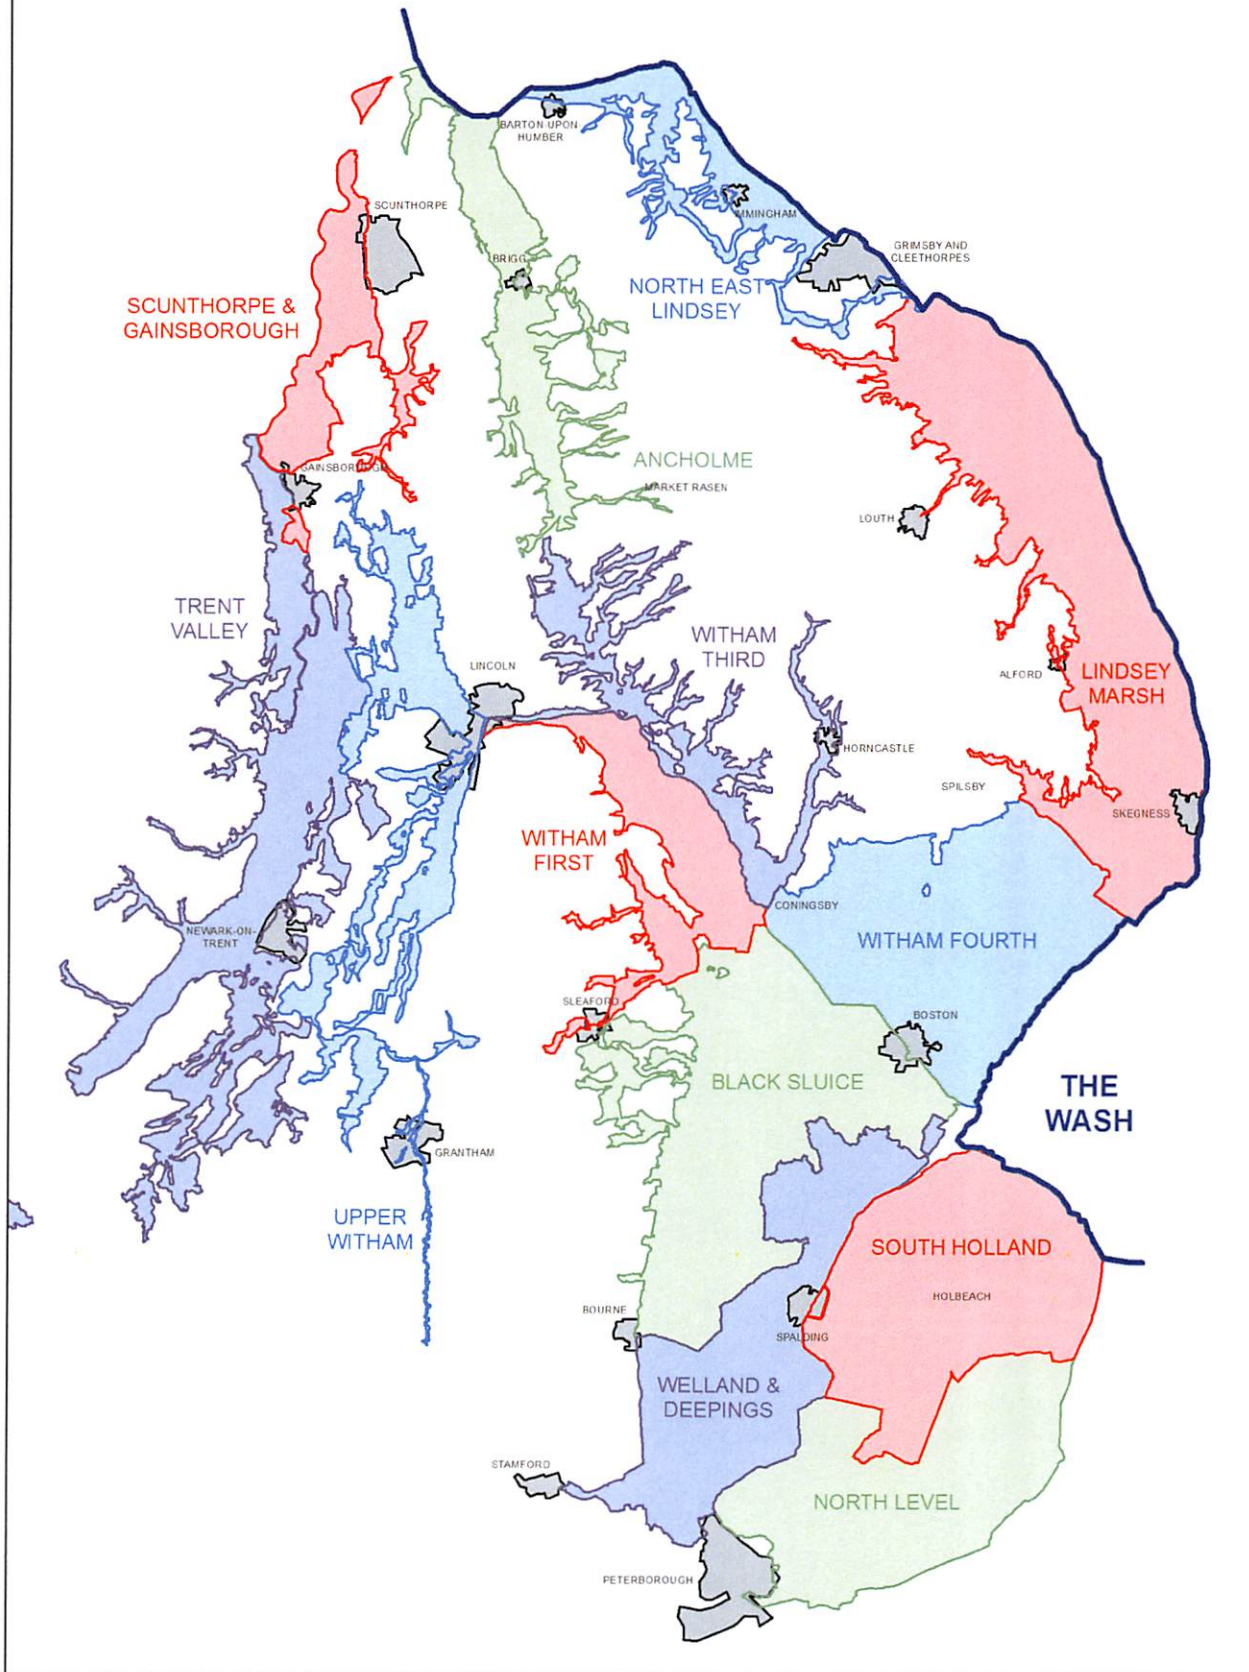 BARTON-UPON
HUMBER
SCUNTHORPE
IMMINGHAM
GRIMSBY AND
CLEETHORPES
BRIGG
NORTH EAST
LINDSEY
SCUNTHORPE &
GAINSBOROUGH
ANCHOLME
GAINSBOROUGH
MARKET RASEN
LOUTH
TRENT
VALLEY
WITHAM
THIRD
LINCOLN
ALFORD
LINDSEY
MARSH
HORNCASTLE
SPILSBY
SKEGNESS
WITHAM
FIRST
CONINGSBY
NEWARK-ON-
TRENT
WITHAM FOURTH
SLEAFORD
BOSTON
BLACK SLUICE
THE
WASH
GRANTHAM
UPPER
WITHAM
SOUTH HOLLAND
HOLBEACH
BOURNE
SPALDING
WELLAND &
DEEPINGS
STAMFORD
NORTH LEVEL
PETERBOROUGH